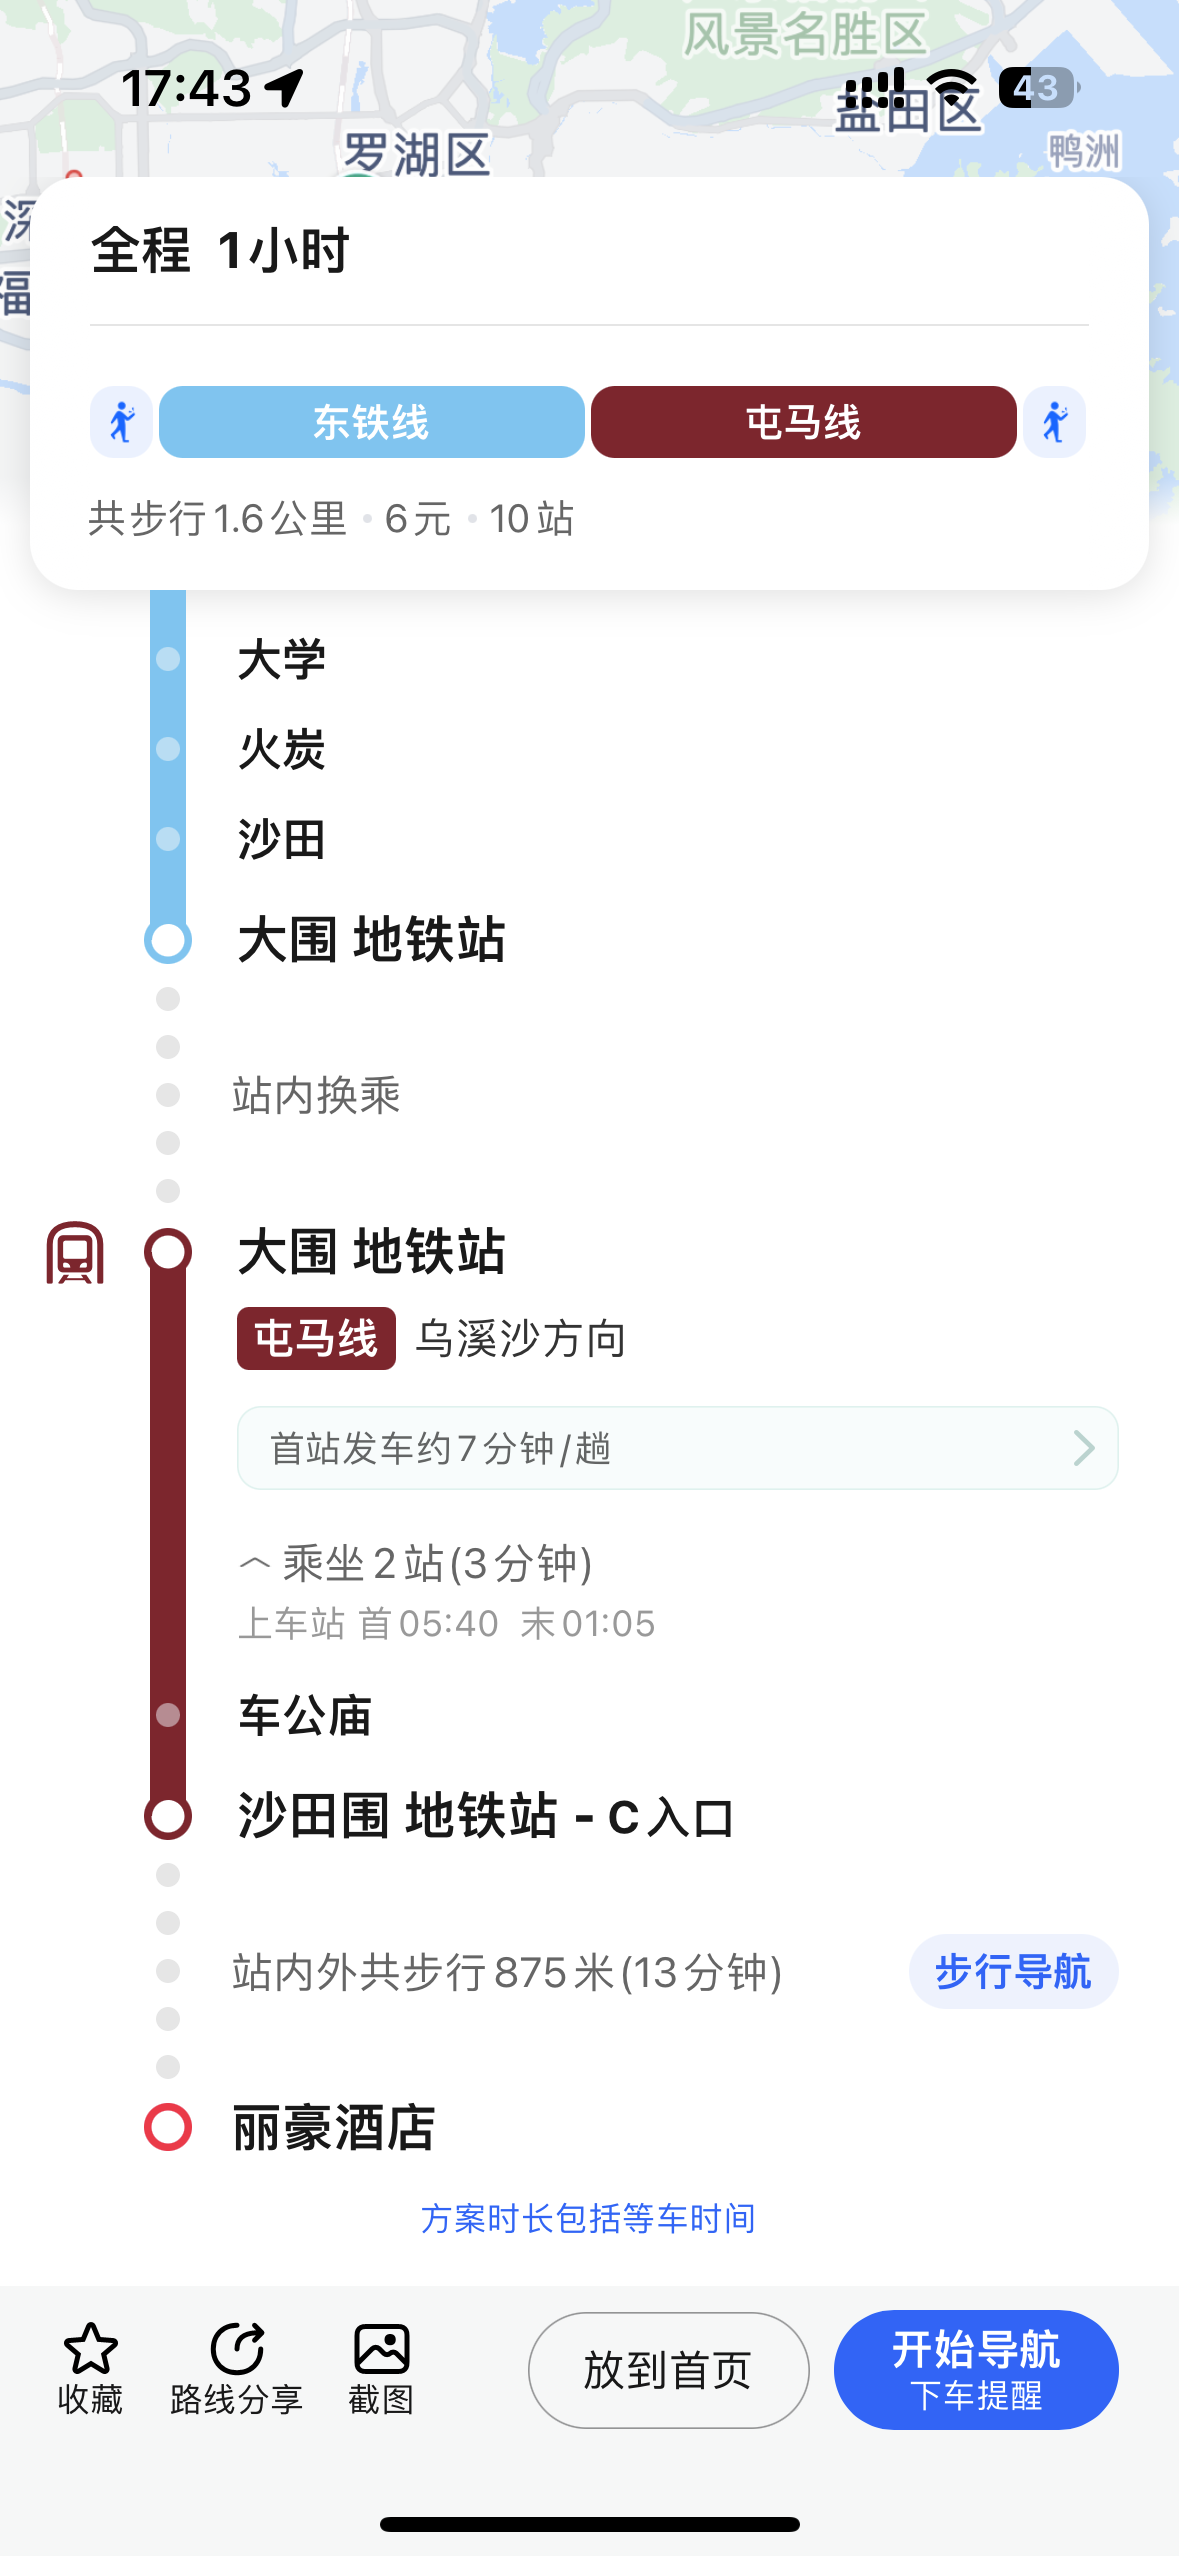 风景名胜区
17:43
43
盐田区
罗湖区
鸭洲
深
福
全程 1小时
东铁线
屯马线
共步行1.6公里 • 6元 • 10站
大学
火炭
沙田
大围 地铁站
站内换乘
大围 地铁站
屯马线 乌溪沙方向
首站发车约7分钟/趟
乘坐2站(3分钟)
上车站 首05:40 末01:05
车公庙
沙田围 地铁站 - C入口
站内外共步行875米(13分钟)
步行导航
丽豪酒店
方案时长包括等车时间
收藏
路线分享
截图
放到首页
开始导航
下车提醒